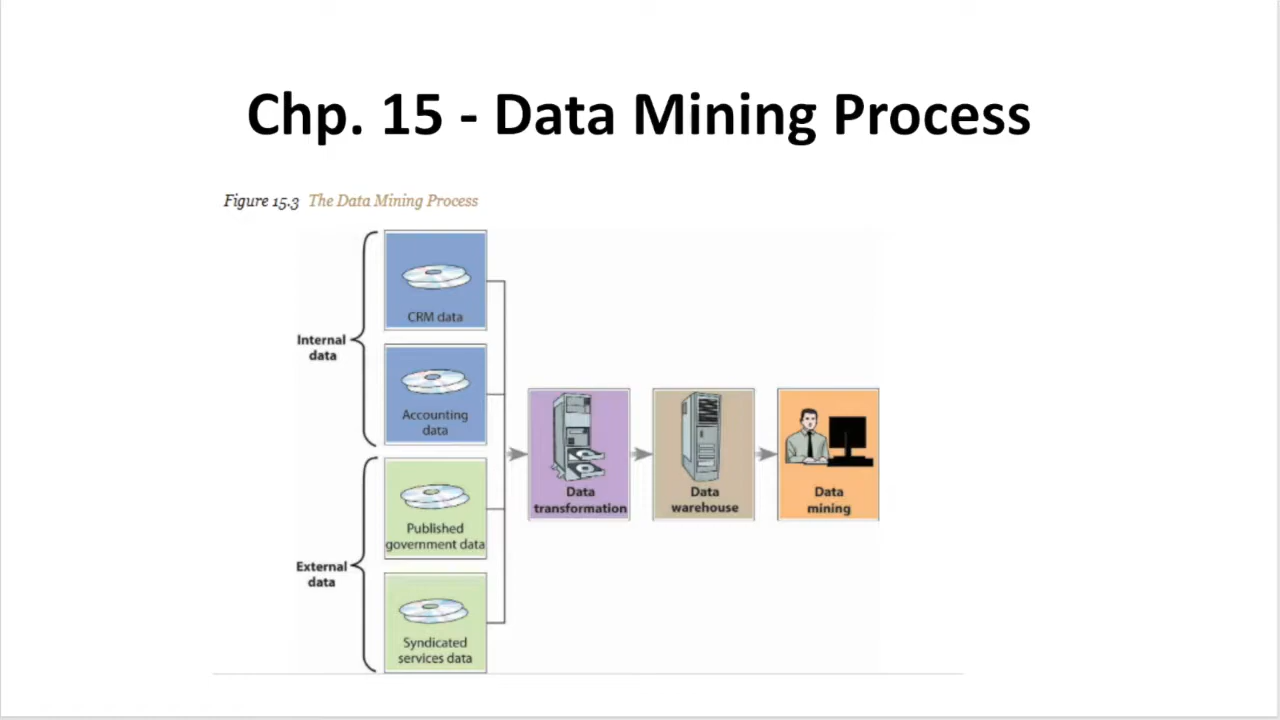 Chp. 15 - Data Mining Process
Figure 15.3 The Data Mining Process
Internal
data
CRM data
Accounting
data
External
data
Published
government data
Syndicated
services data
Data
transformation
Data
warehouse
Data
mining